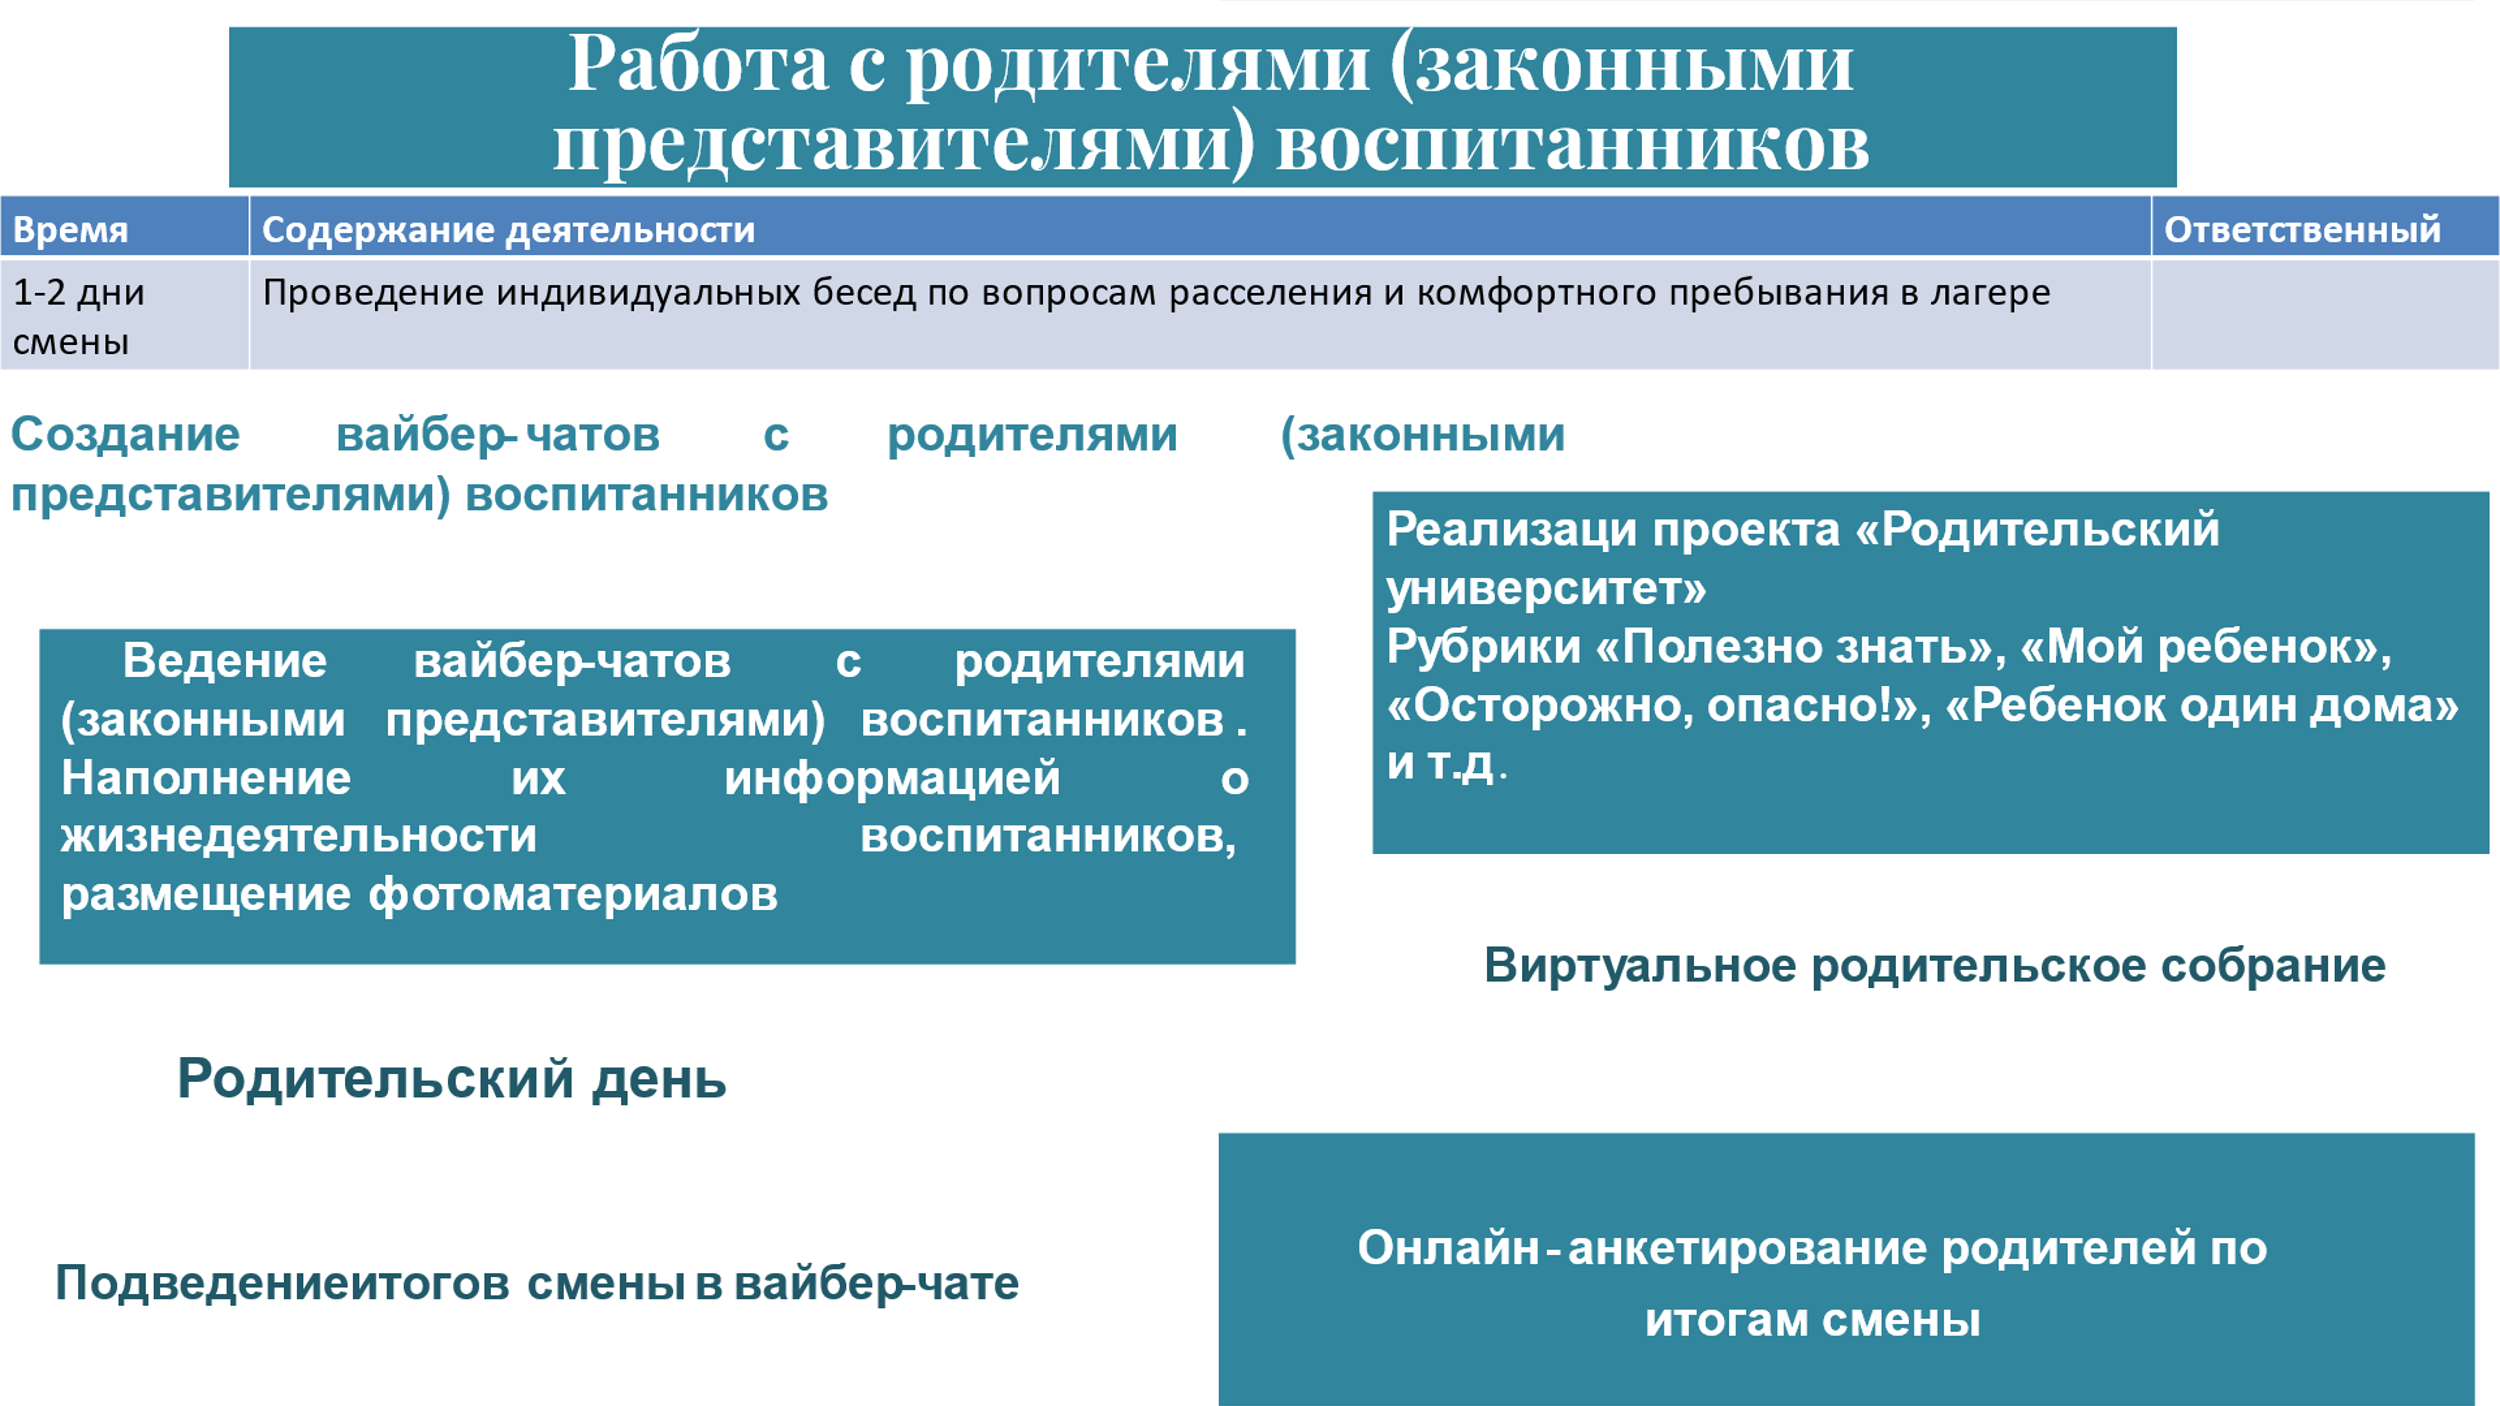 Работа с родителями (законными
представителями) воспитанников
Время Содержание деятельности Ответственный
1-2 дни Проведение индивидуальных бесед по вопросам расселения и комфортного пребывания в лагере
смены
Создание вайбер-чатов с родителями (законными
представителями) воспитанников
Реализаци проекта «Родительский
университет»
Рубрики «Полезно знать», «Мой ребенок»,
«Осторожно, опасно!», «Ребенок один дома»
и т.д.
Ведение вайбер-чатов с родителями
(законными представителями) воспитанников.
Наполнение их информацией о
жизнедеятельности воспитанников,
размещение фотоматериалов
Виртуальное родительское собрание
Родительский день
Подведениеитогов смены в вайбер-чате
Онлайн-анкетирование родителей по
итогам смены